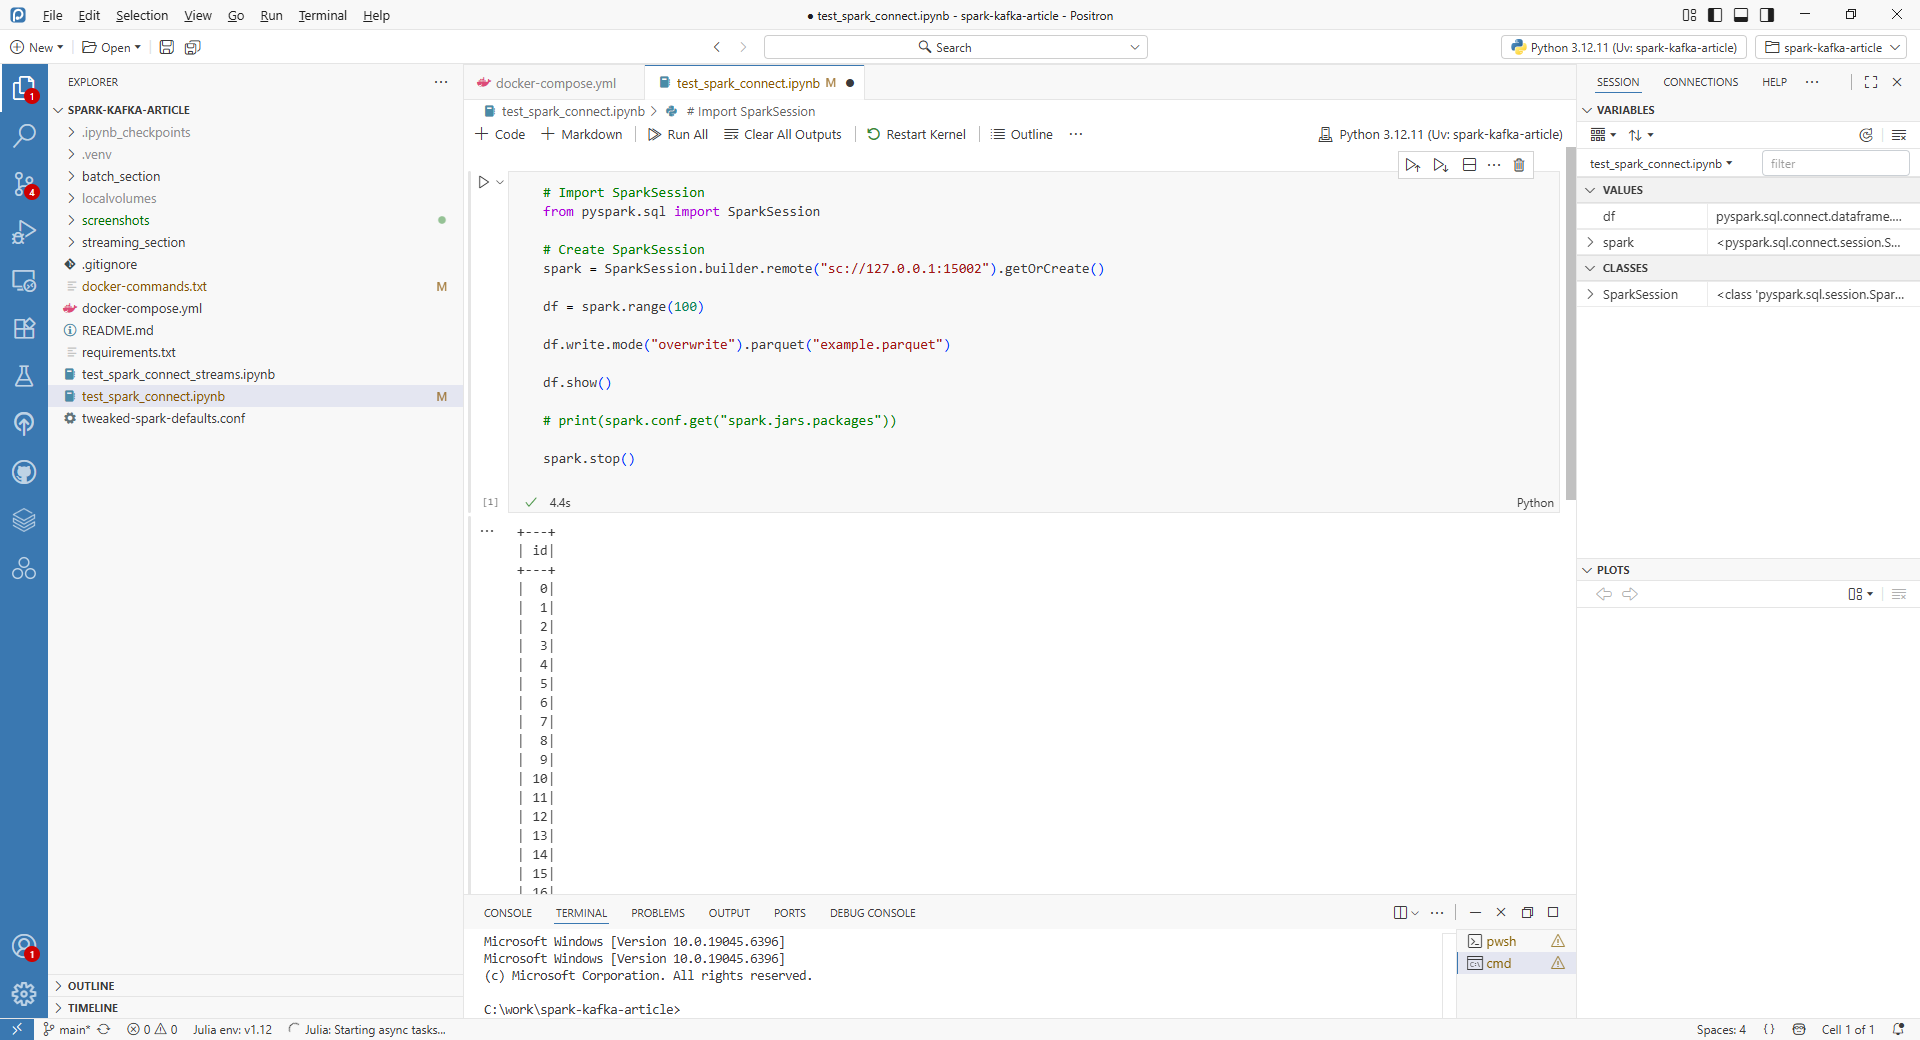 File Edit Selection View Go Run Terminal Help
● test_spark_connect.ipynb - spark-kafka-article - Positron
New Open Search Python 3.12.11 (Uv: spark-kafka-article) spark-kafka-article
EXPLORER
SPARK-KAFKA-ARTICLE
.ipynb_checkpoints
.venv
batch_section
localvolumes
screenshots
streaming_section
.gitignore
docker-commands.txt M
docker-compose.yml
README.md
requirements.txt
test_spark_connect_streams.ipynb
test_spark_connect.ipynb M
tweaked-spark-defaults.conf
OUTLINE
TIMELINE
1
4
1
docker-compose.yml
test_spark_connect.ipynb M ●
test_spark_connect.ipynb > # Import SparkSession
+ Code + Markdown Run All Clear All Outputs Restart Kernel Outline ... Python 3.12.11 (Uv: spark-kafka-article)
# Import SparkSession
from pyspark.sql import SparkSession
# Create SparkSession
spark = SparkSession.builder.remote("sc://127.0.0.1:15002").getOrCreate()
df = spark.range(100)
df.write.mode("overwrite").parquet("example.parquet")
df.show()
# print(spark.conf.get("spark.jars.packages"))
spark.stop()
[1] 4.4s Python
+---+
| id|
+---+
|  0|
|  1|
|  2|
|  3|
|  4|
|  5|
|  6|
|  7|
|  8|
|  9|
| 10|
| 11|
| 12|
| 13|
| 14|
| 15|
| 16|
CONSOLE TERMINAL PROBLEMS OUTPUT PORTS DEBUG CONSOLE
Microsoft Windows [Version 10.0.19045.6396]
Microsoft Windows [Version 10.0.19045.6396]
(c) Microsoft Corporation. All rights reserved.
C:\work\spark-kafka-article>
pwsh
cmd
SESSION CONNECTIONS HELP ...
VARIABLES
test_spark_connect.ipynb filter
VALUES
df pyspark.sql.connect.dataframe....
spark <pyspark.sql.connect.session.S...
CLASSES
SparkSession <class 'pyspark.sql.session.Spar...
PLOTS
main* 0 0 Julia env: v1.12 Julia: Starting async tasks... Spaces: 4 {} Cell 1 of 1